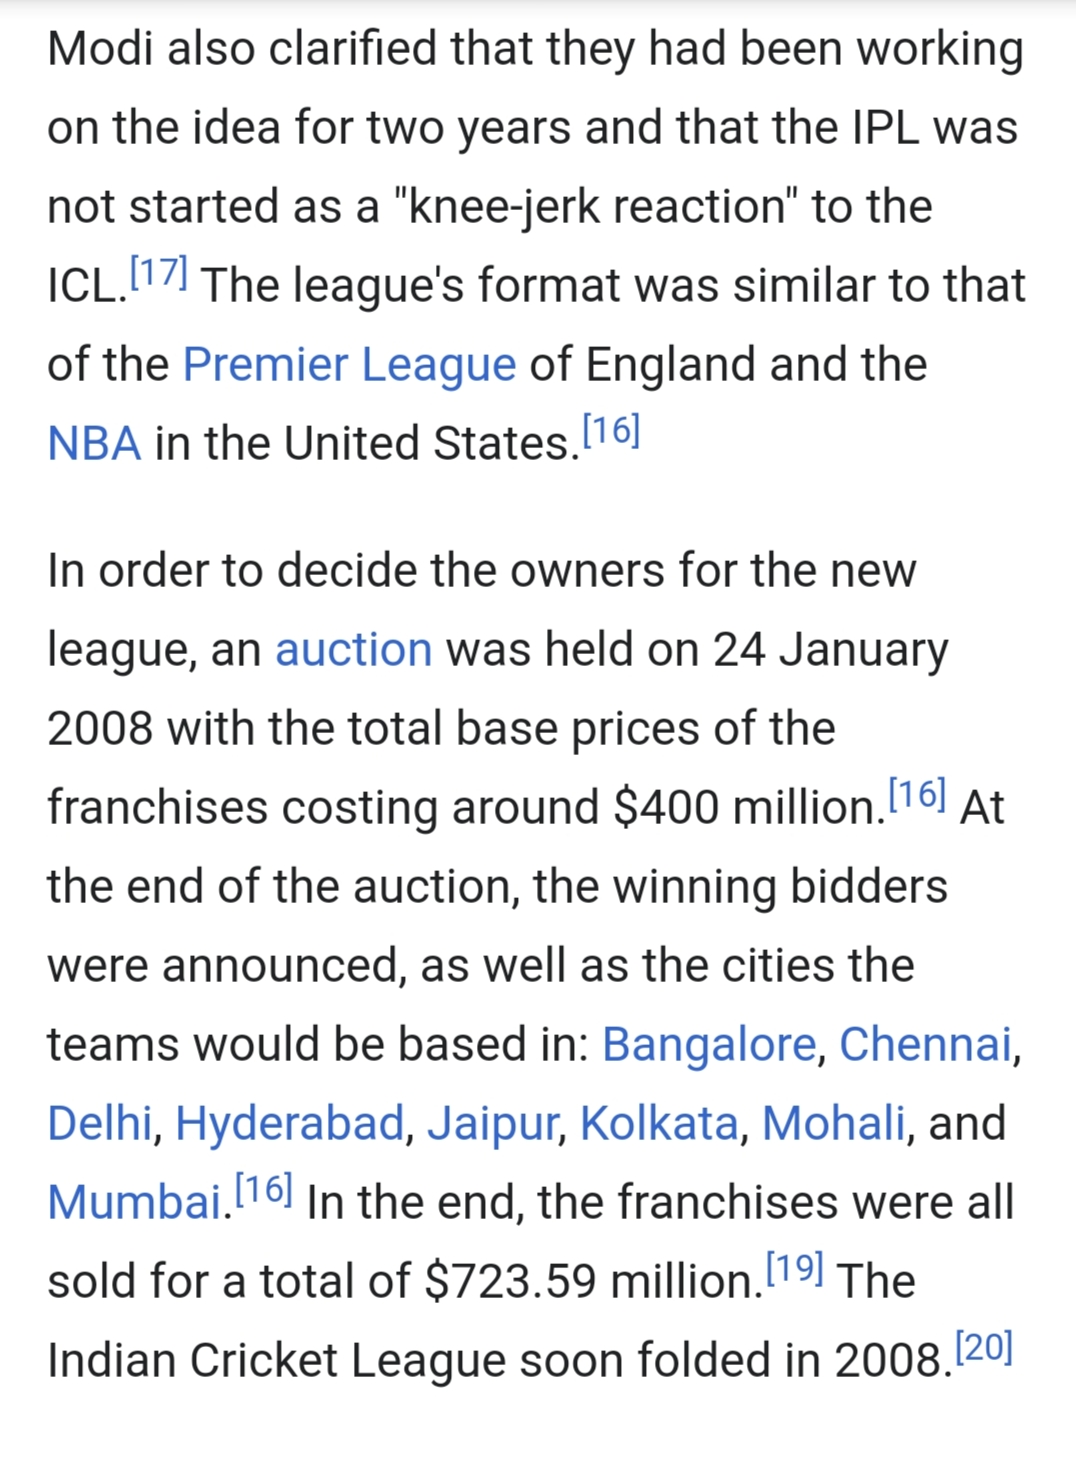 Modi also clarified that they had been working
on the idea for two years and that the IPL was
not started as a "knee-jerk reaction" to the
ICL.[17] The league's format was similar to that
of the Premier League of England and the
NBA in the United States.[16]
In order to decide the owners for the new
league, an auction was held on 24 January
2008 with the total base prices of the
franchises costing around $400 million.[16] At
the end of the auction, the winning bidders
were announced, as well as the cities the
teams would be based in: Bangalore, Chennai,
Delhi, Hyderabad, Jaipur, Kolkata, Mohali, and
Mumbai.[16] In the end, the franchises were all
sold for a total of $723.59 million.[19] The
Indian Cricket League soon folded in 2008.[20]